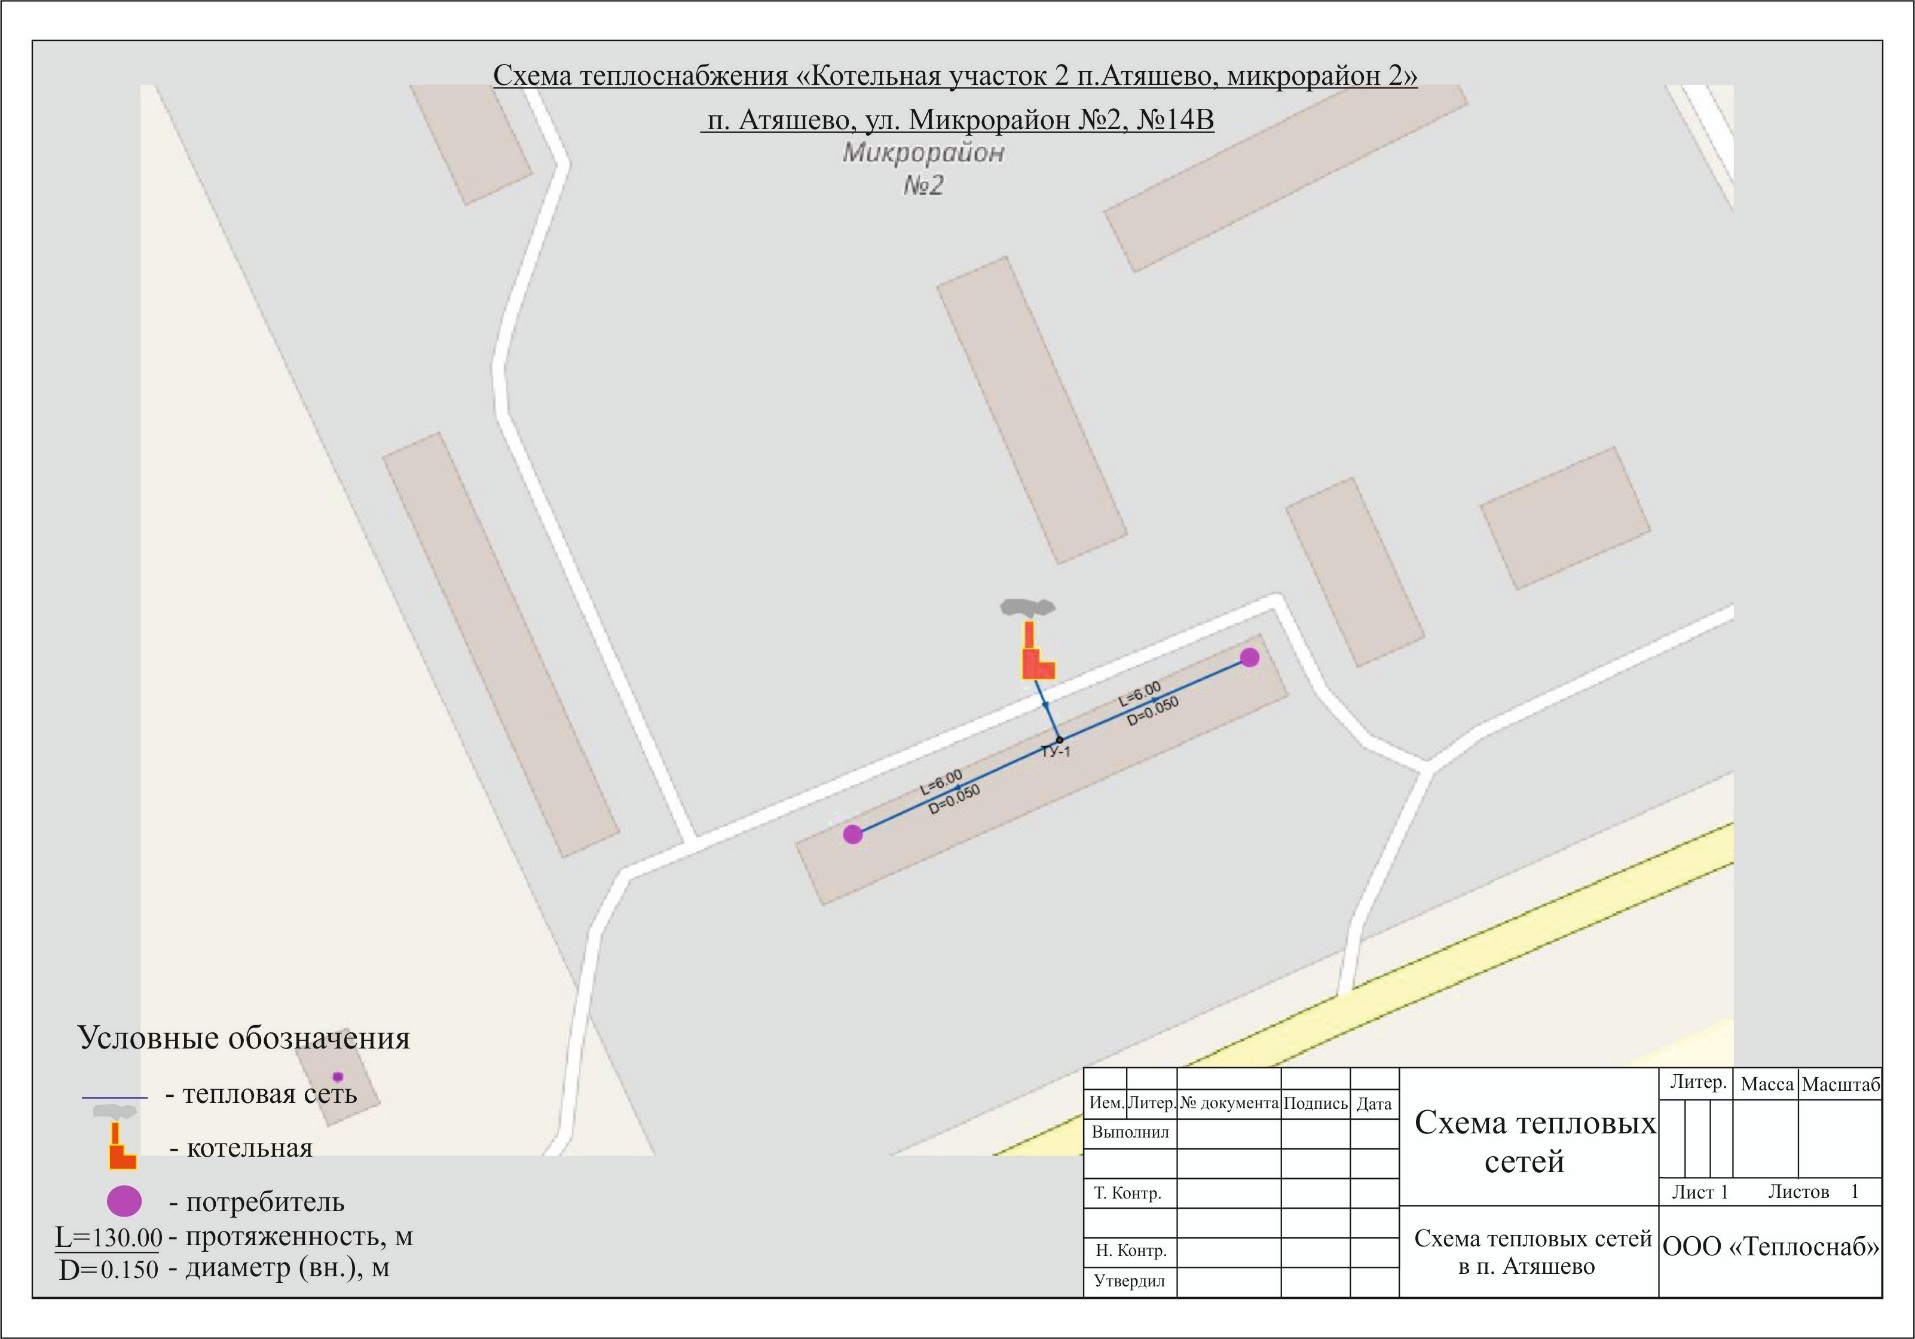 Схема теплоснабжения «Котельная участок 2 п.Атяшево, микрорайон 2»
п. Атяшево, ул. Микрорайон №2, №14В
Микрорайон
№2
L=6.00
D=0.050
ТУ-1
L=6.00
D=0.050
Условные обозначения
- тепловая сеть
- котельная
- потребитель
L=130.00 - протяженность, м
D=0.150 - диаметр (вн.), м
Ием. Литер. № документа Подпись Дата
Выполнил
Т. Контр.
Н. Контр.
Утвердил
Схема тепловых
сетей
Схема тепловых сетей
в п. Атяшево
Литер. Масса Масштаб
Лист 1 Листов 1
ООО «Теплоснаб»